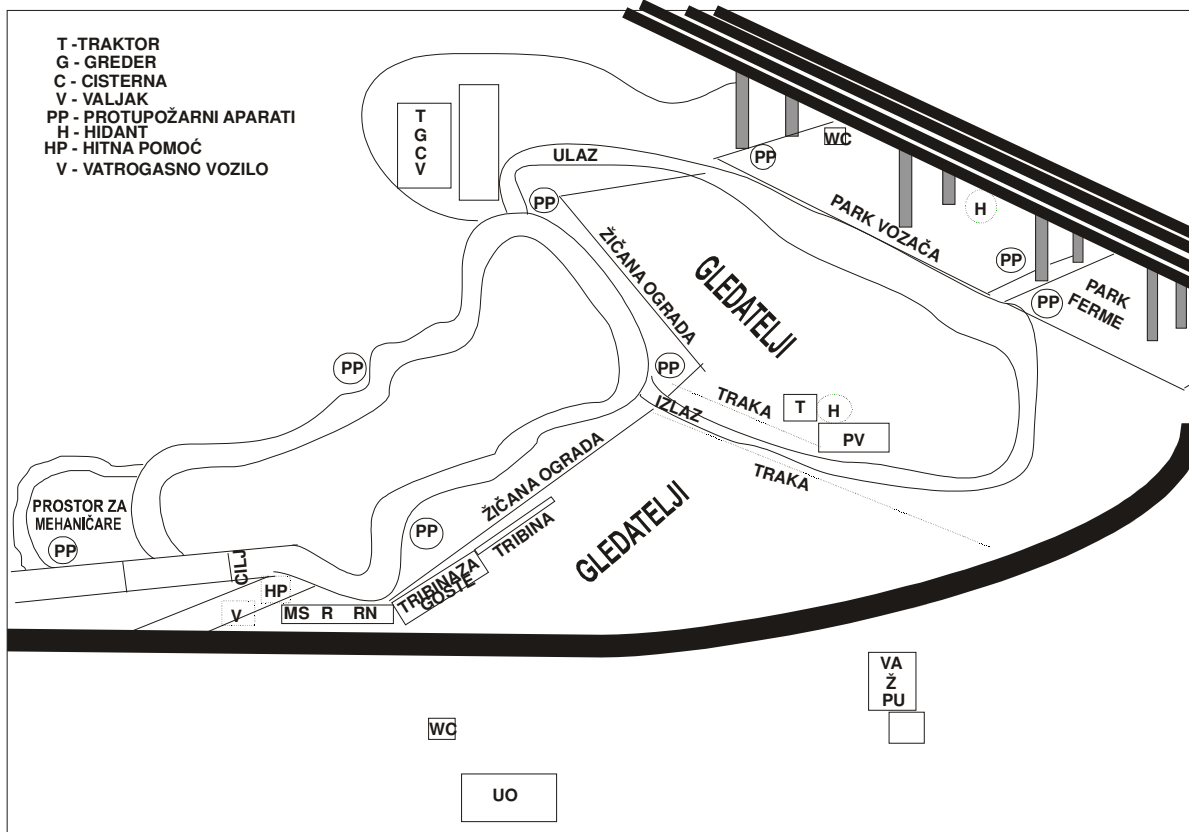 T -TRAKTOR
G - GREDER
C - CISTERNA
V - VALJAK
PP - PROTUPOŽARNI APARATI
H - HIDANT
HP - HITNA POMOĆ
V - VATROGASNO VOZILO
T
G
C
V
ULAZ
PP
WC
PP
H
PARK VOZAČA
PP
PP
PARK
FERME
ŽIČANA OGRADA
GLEDATELJI
PP
PP
TRAKA
T
H
IZLAZ
PV
TRAKA
ŽIČANA OGRADA
GLEDATELJI
PROSTOR ZA
MEHANIČARE
PP
PP
TRIBINA
CILJ
HP
TRIBINAZA
GOSTE
V
MS R RN
VA
Ž
PU
WC
UO